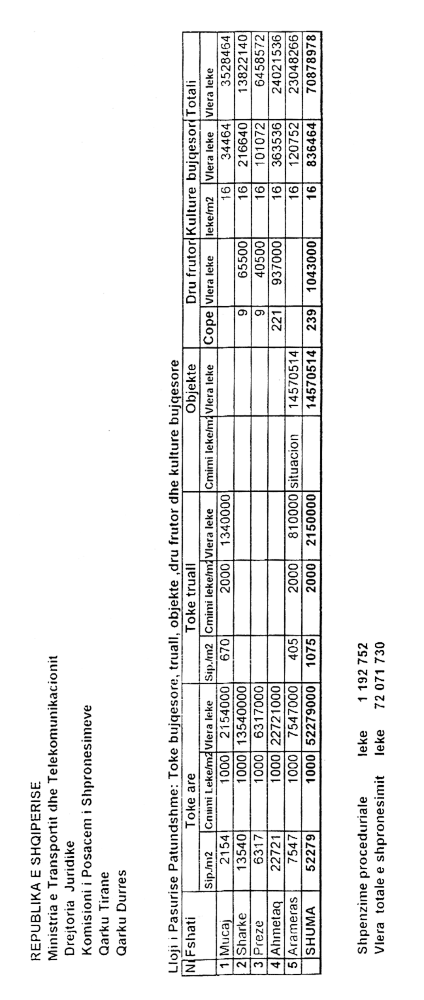 REPUBLIKA E SHQIPERISE
Ministria e Transportit dhe Telekomunikacionit
Drejtoria Juridike
Komisioni i Posacem i Shpronesimeve
Qarku Tirane
Qarku Durres
Lloji i Pasurise Patundshme: Toke bujqesore, truall, objekte ,dru frutor dhe kulture bujqesore
N Fshati Toke are Toke truall Objekte Dru frutor Kulture bujqesor Totali
Sip./m2 Cmimi Leke/m2 Vlera leke Sip./m2 Cmimi leke/m2 Vlera leke Cmimi leke/m2 Vlera leke Cope Vlera leke leke/m2 Vlera leke Vlera leke
1 Mucaj 2154 1000 2154000 670 2000 1340000 16 34464 3528464
2 Sharke 13540 1000 13540000 9 65500 16 216640 13822140
3 Preze 6317 1000 6317000 9 40500 16 101072 6458572
4 Ahmetaq 22721 1000 22721000 221 937000 16 363536 24021536
5 Arameras 7547 1000 7547000 405 2000 810000 situacion 14570514 16 120752 23048266
SHUMA 52279 1000 52279000 1075 2000 2150000 14570514 239 1043000 16 836464 70878978
Shpenzime proceduriale leke 1 192 752
Vlera totale e shpronesimit leke 72 071 730